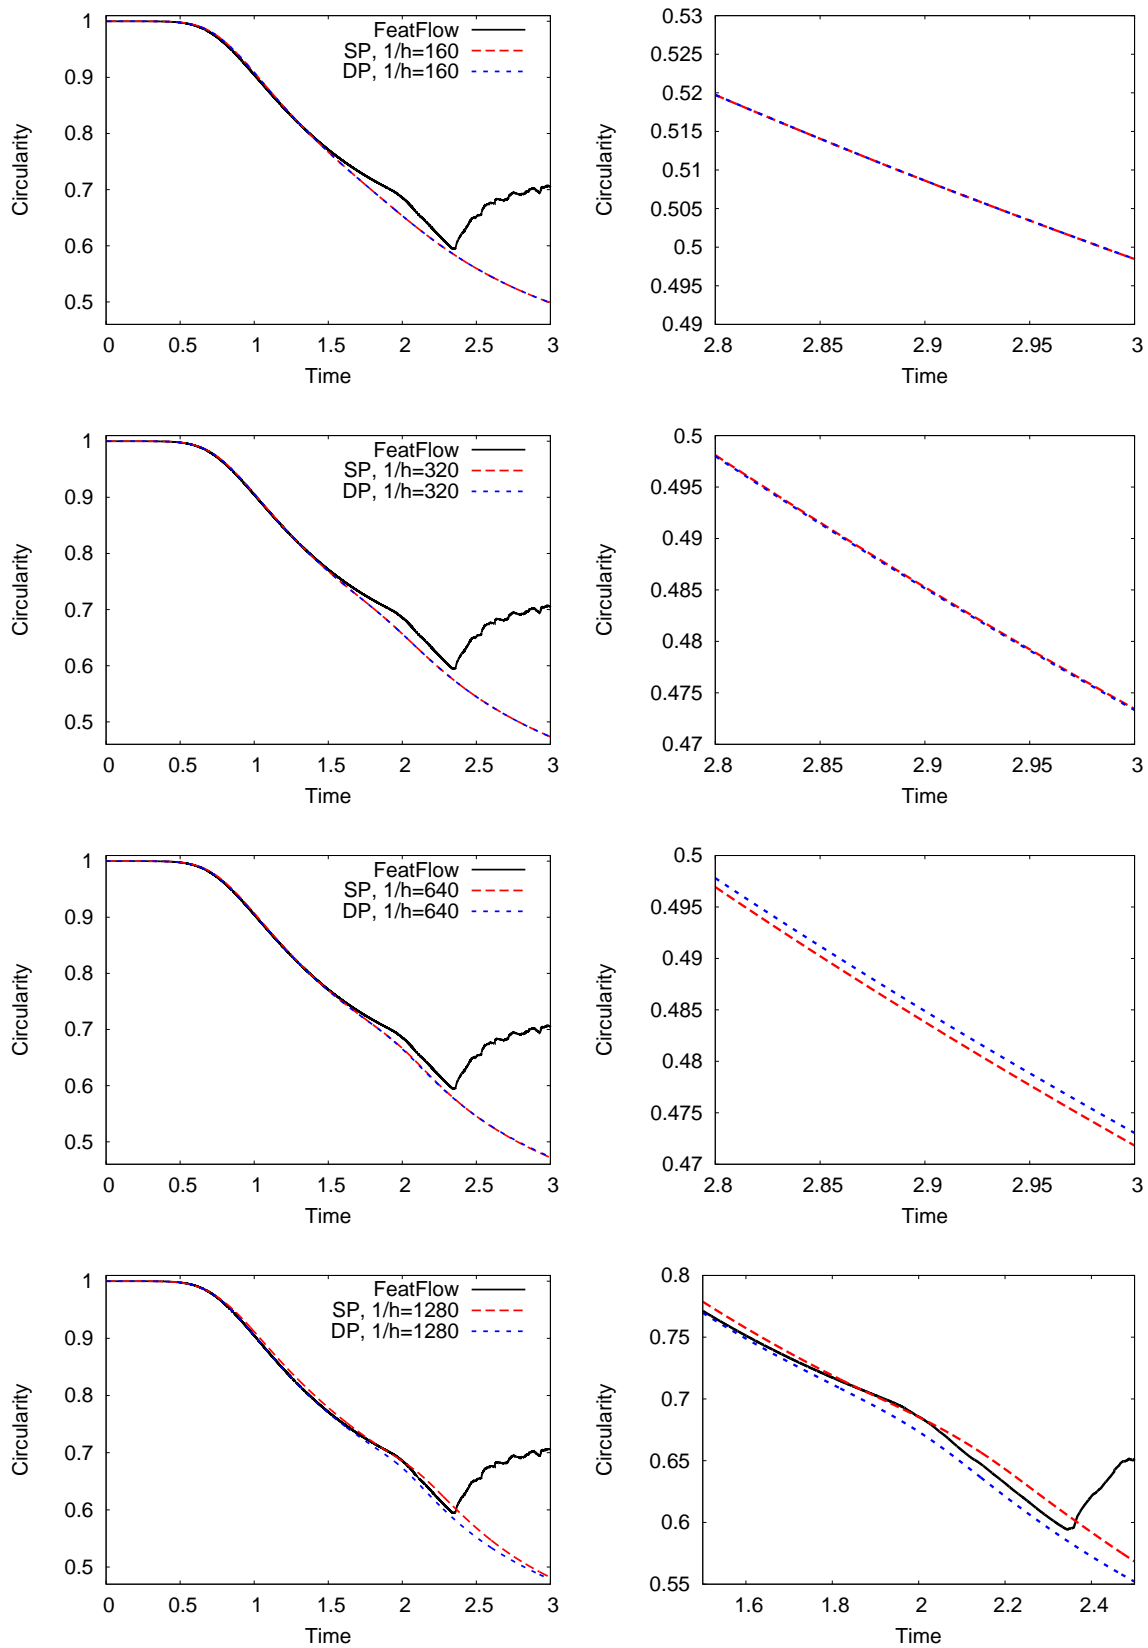 1
0.9
0.8
0.7
0.6
0.5
Circularity
0 0.5 1 1.5 2 2.5 3
Time
FeatFlow
SP, 1/h=160
DP, 1/h=160
0.53
0.525
0.52
0.515
0.51
0.505
0.5
0.495
0.49
Circularity
2.8 2.85 2.9 2.95 3
Time
1
0.9
0.8
0.7
0.6
0.5
Circularity
0 0.5 1 1.5 2 2.5 3
Time
FeatFlow
SP, 1/h=320
DP, 1/h=320
0.5
0.495
0.49
0.485
0.48
0.475
0.47
Circularity
2.8 2.85 2.9 2.95 3
Time
1
0.9
0.8
0.7
0.6
0.5
Circularity
0 0.5 1 1.5 2 2.5 3
Time
FeatFlow
SP, 1/h=640
DP, 1/h=640
0.5
0.495
0.49
0.485
0.48
0.475
0.47
Circularity
2.8 2.85 2.9 2.95 3
Time
1
0.9
0.8
0.7
0.6
0.5
Circularity
0 0.5 1 1.5 2 2.5 3
Time
FeatFlow
SP, 1/h=1280
DP, 1/h=1280
0.8
0.75
0.7
0.65
0.6
0.55
Circularity
1.6 1.8 2 2.2 2.4
Time